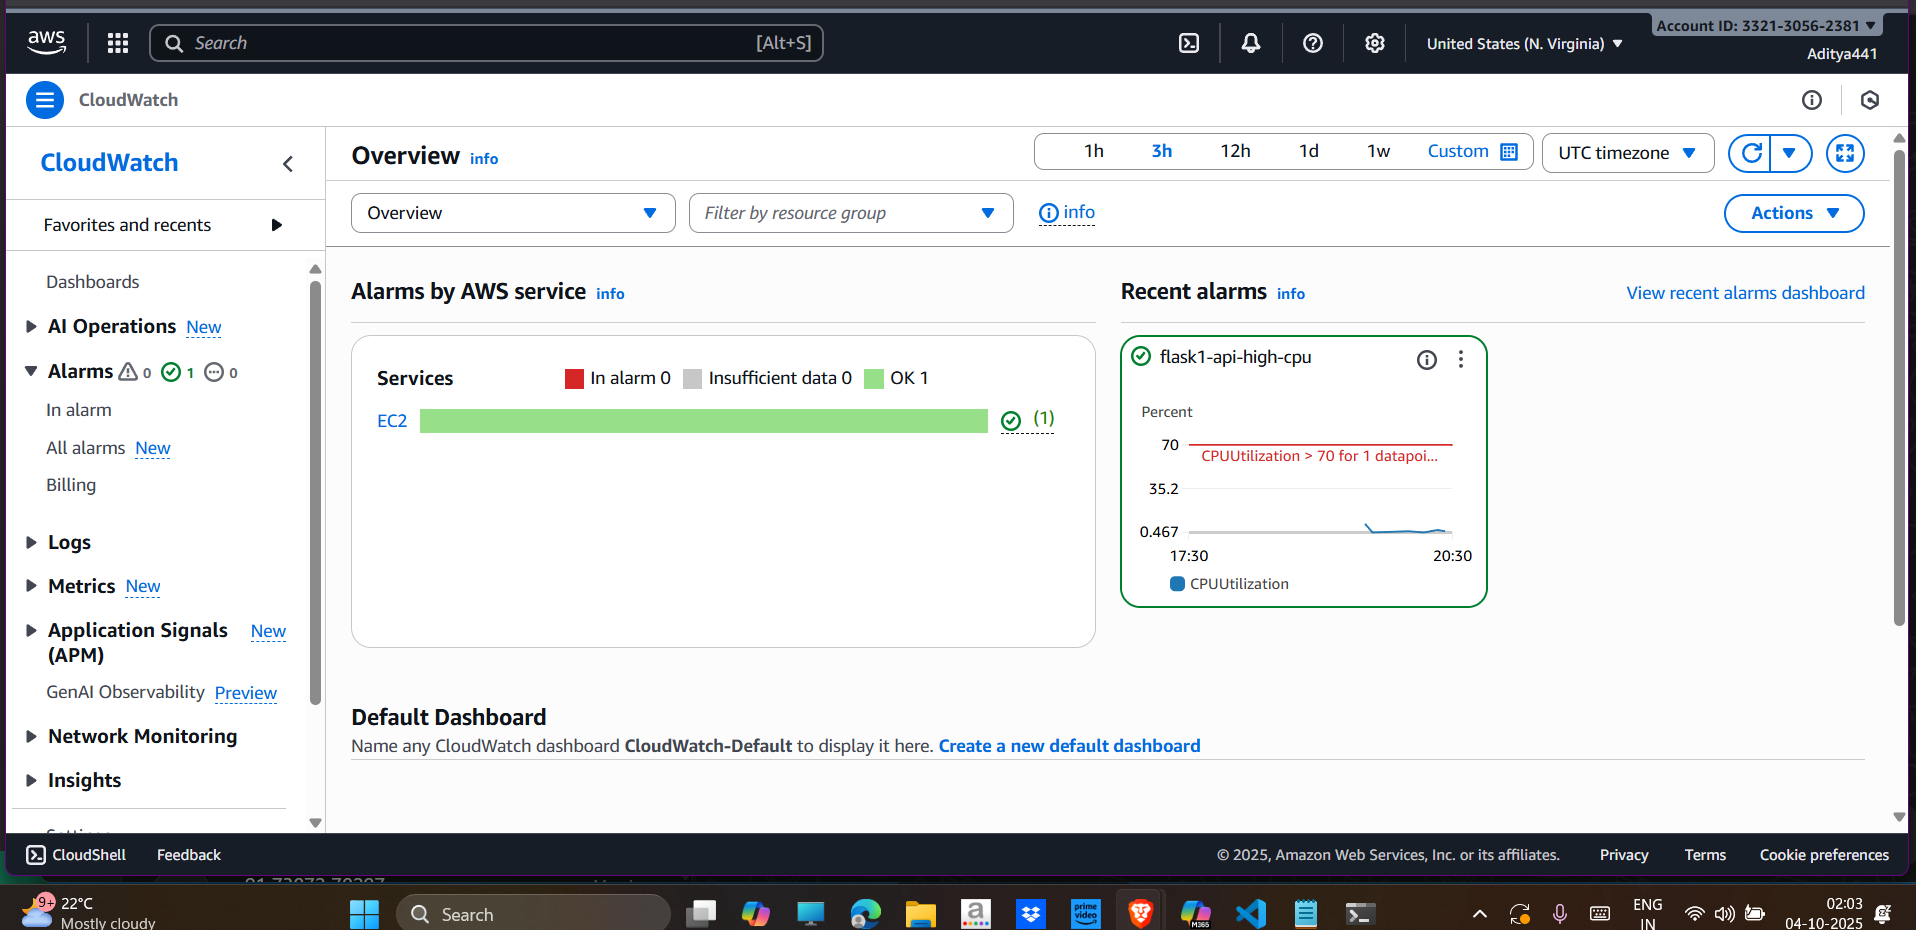 aws
Search
[Alt+S]
United States (N. Virginia)
Account ID: 3321-3056-2381
Aditya441
CloudWatch
CloudWatch
Favorites and recents
Dashboards
AI Operations New
Alarms 0 1 0
In alarm
All alarms New
Billing
Logs
Metrics New
Application Signals New
(APM)
GenAI Observability Preview
Network Monitoring
Insights
Overview info
1h 3h 12h 1d 1w Custom
UTC timezone
Overview
Filter by resource group
info
Actions
Alarms by AWS service info
Services
In alarm 0 Insufficient data 0 OK 1
EC2
(1)
Recent alarms info
View recent alarms dashboard
flask1-api-high-cpu
Percent
70
CPUUtilization > 70 for 1 datapoi...
35.2
0.467
17:30 20:30
CPUUtilization
Default Dashboard
Name any CloudWatch dashboard CloudWatch-Default to display it here. Create a new default dashboard
CloudShell
Feedback
© 2025, Amazon Web Services, Inc. or its affiliates.
Privacy
Terms
Cookie preferences
9+
22°C
Mostly cloudy
Search
a
prime video
M365
ENG
IN
02:03
04-10-2025